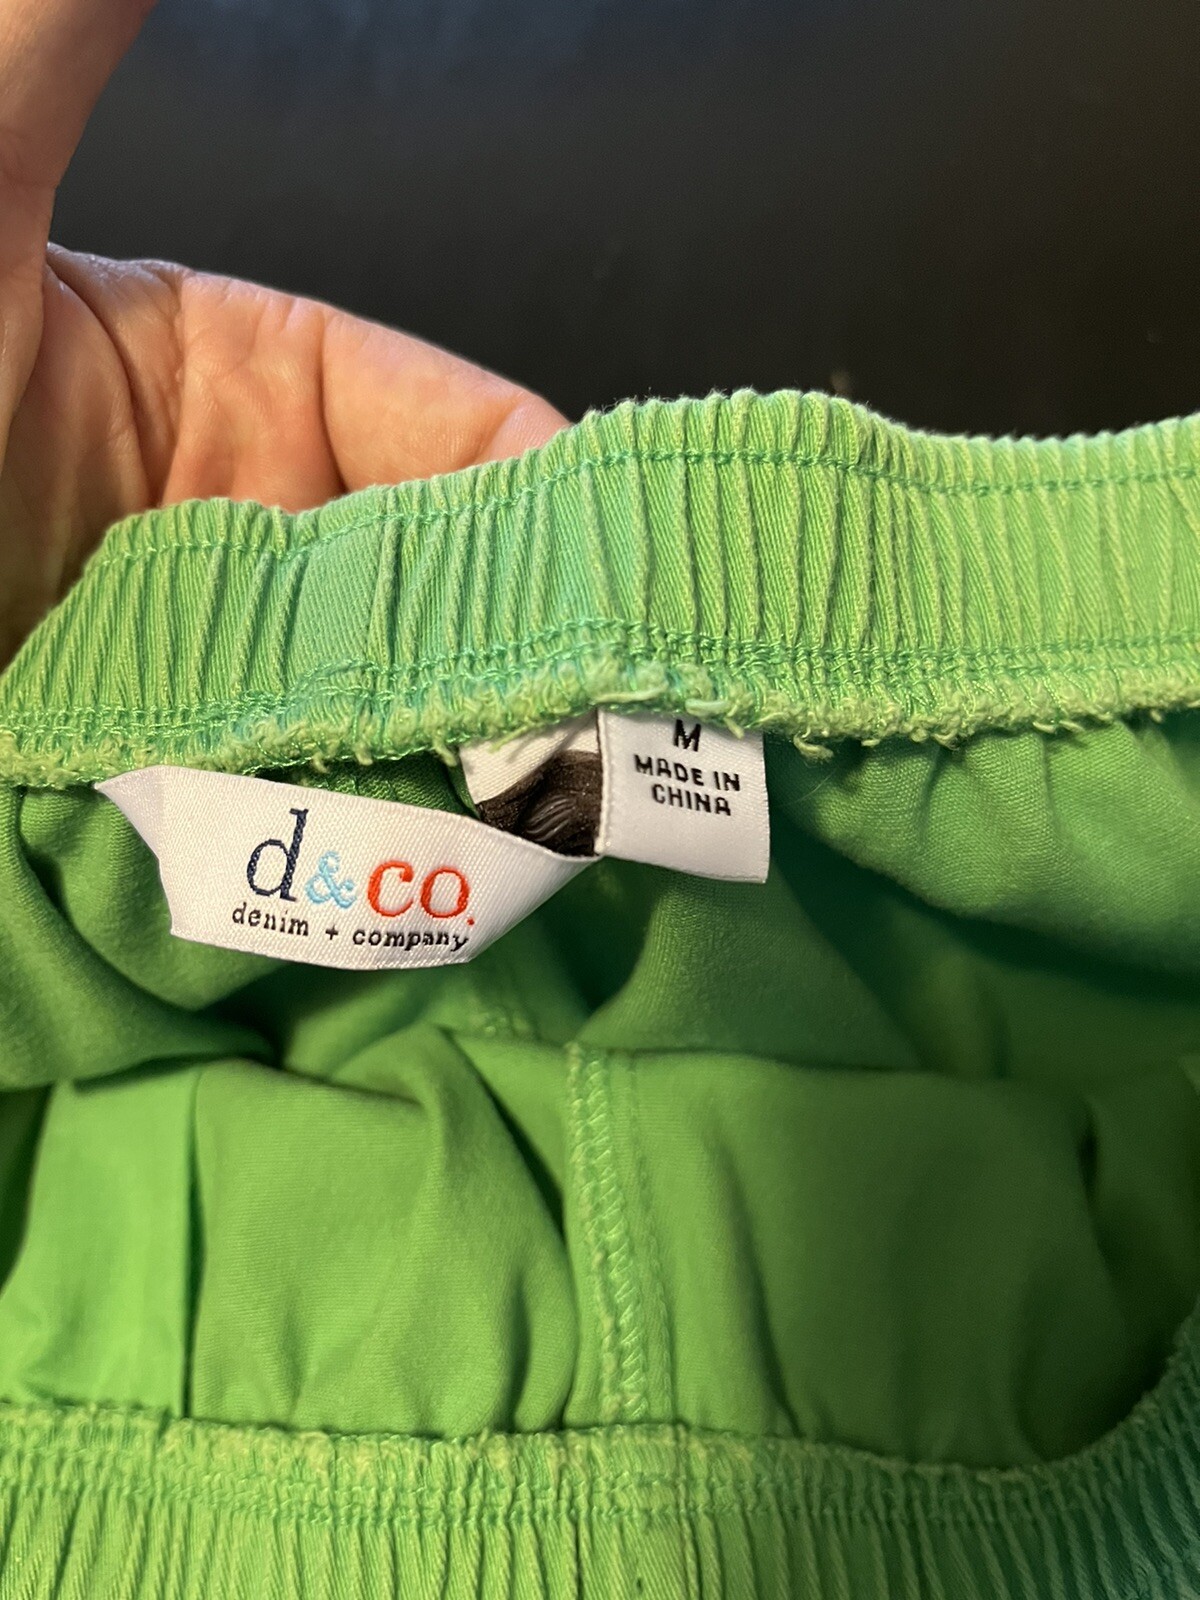 M
MADE IN
CHINA
d&co.
denim + company